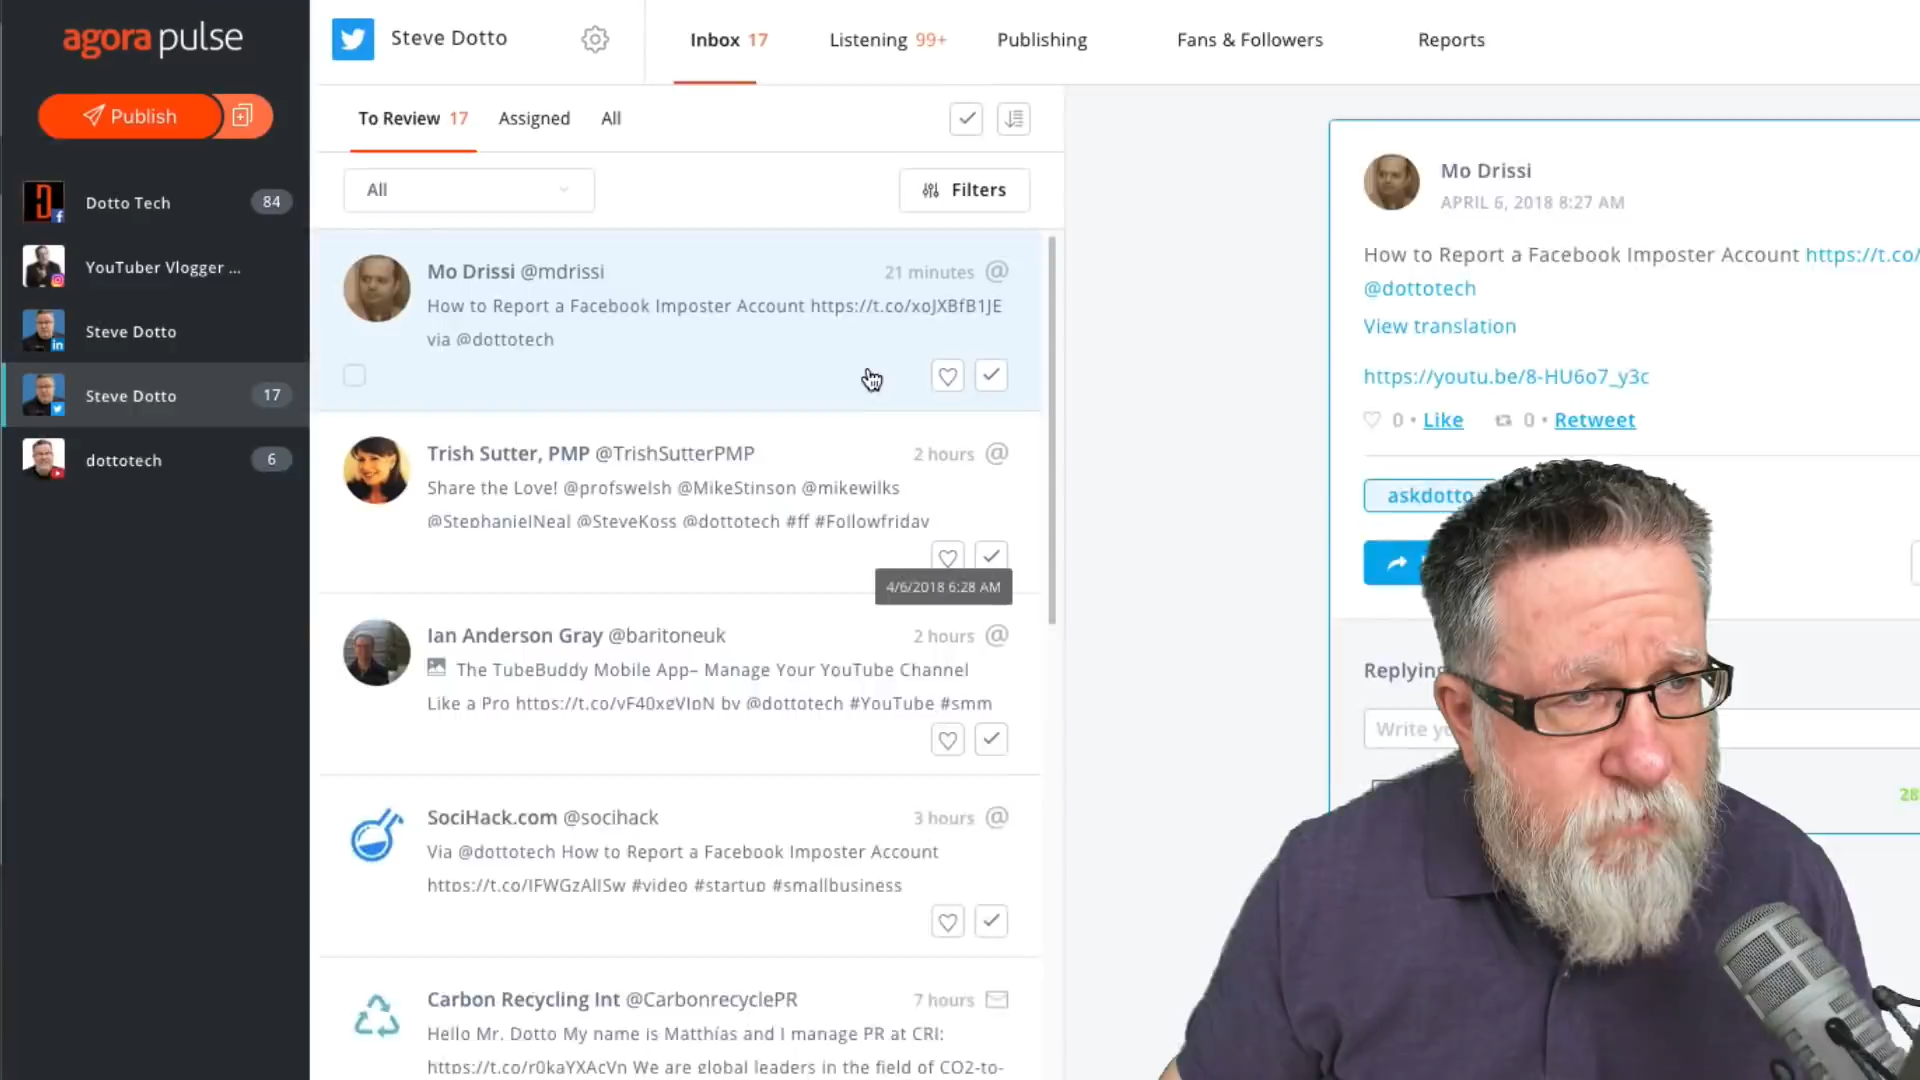 agora pulse
Publish
Dotto Tech
84
YouTuber Vlogger ...
Steve Dotto
Steve Dotto
17
dottotech
6
Steve Dotto
Inbox 17
Listening 99+
Publishing
Fans & Followers
Reports
To Review 17
Assigned
All
All
Filters
Mo Drissi @mdrissi
21 minutes @
How to Report a Facebook Imposter Account https://t.co/xoJXBfB1JE
via @dottotech
Trish Sutter, PMP @TrishSutterPMP
2 hours @
Share the Love! @profswelsh @MikeStinson @mikewilks
@StephanieINeal @SteveKoss @dottotech #ff #Followfriday
4/6/2018 6:28 AM
Ian Anderson Gray @baritoneuk
2 hours @
The TubeBuddy Mobile App– Manage Your YouTube Channel
Like a Pro by @dottotech #YouTube #smm
SociHack.com @socihack
3 hours @
Via @dottotech How to Report a Facebook Imposter Account
https://t.co/IFWGzAlISw #video #startup #smallbusiness
Carbon Recycling Int @CarbonrecyclePR
7 hours
Hello Mr. Dotto My name is Matthías and I manage PR at CRI:
https://t.co/r0kaYXAcVn We are global leaders in the field of CO2-to-
Mo Drissi
APRIL 6, 2018 8:27 AM
How to Report a Facebook Imposter Account https://t.co/
@dottotech
View translation
https://youtu.be/8-HU6o7_y3c
0 • Like
0 • Retweet
askdotto
Replying
Write yo
28